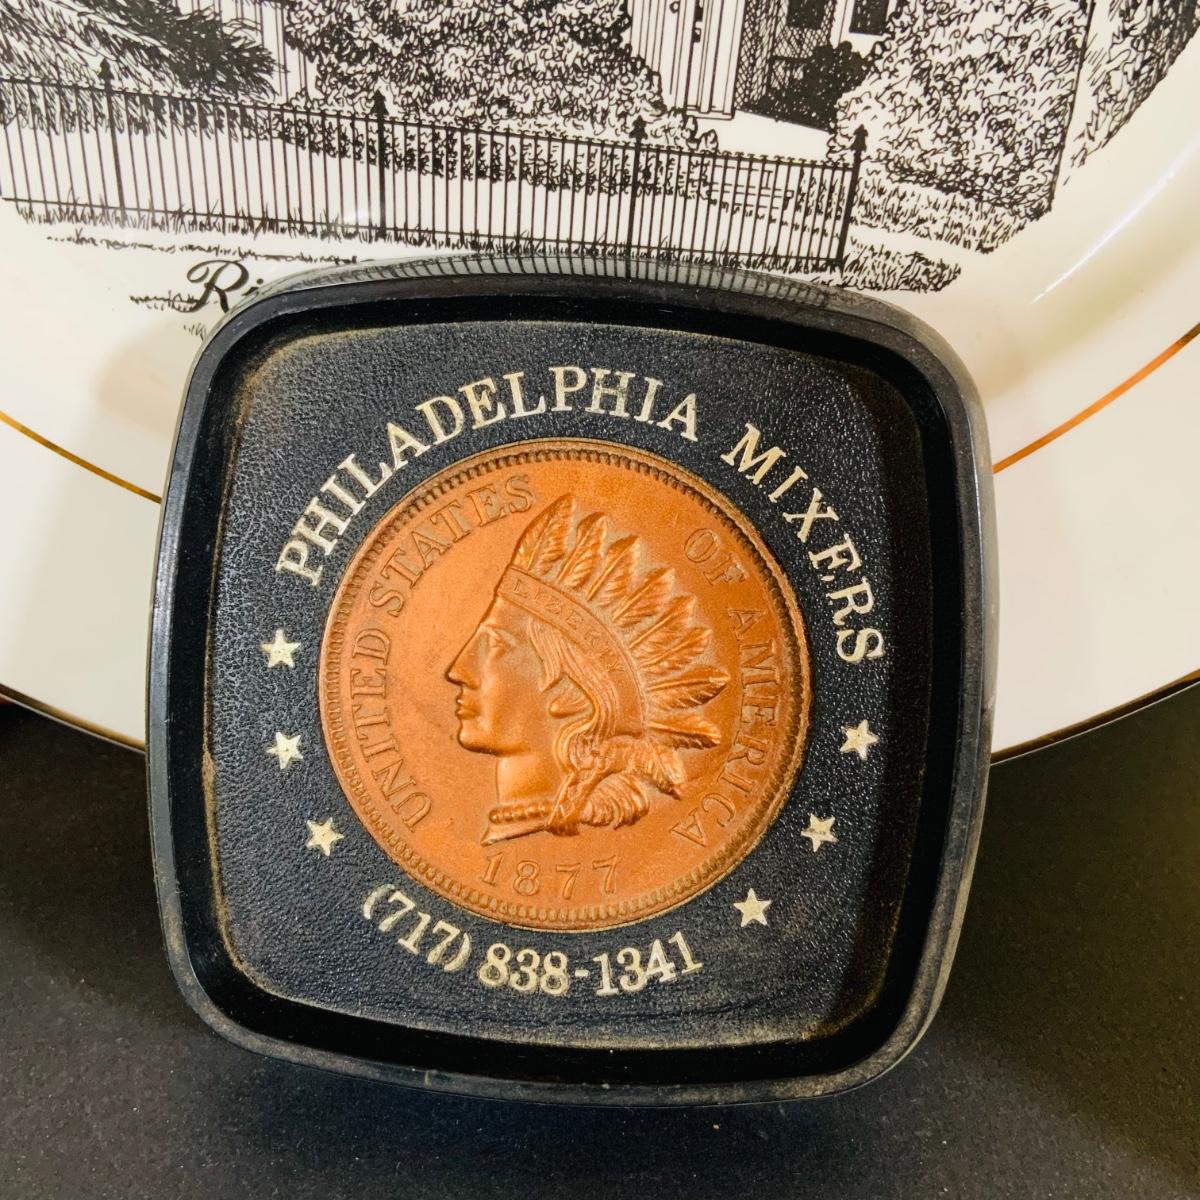 PHILADELPHIA MIXERS
UNITED STATES OF AMERICA
LIBERTY
1877
(717) 838-1341